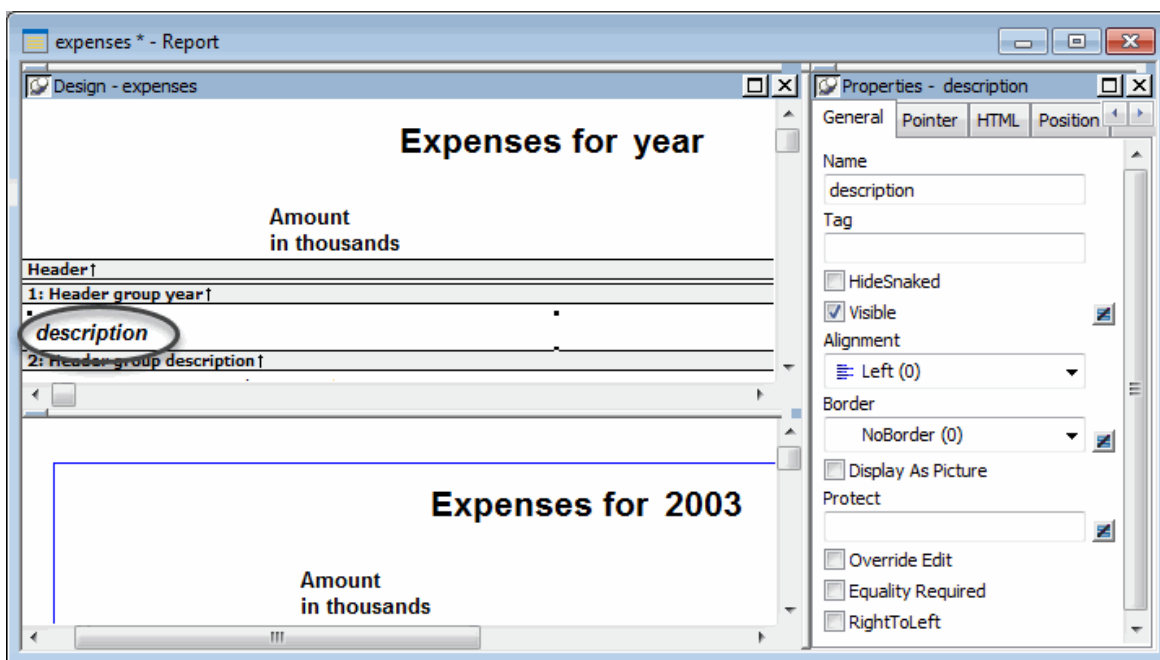 expenses * - Report
Design - expenses
Expenses for year
Amount
in thousands
Header↑
1: Header group year↑
description
2: Header group description↑
Expenses for 2003
Amount
in thousands
Properties - description
General Pointer HTML Position
Name
description
Tag
HideSnaked
Visible
Alignment
Left (0)
Border
NoBorder (0)
Display As Picture
Protect
Override Edit
Equality Required
RightToLeft